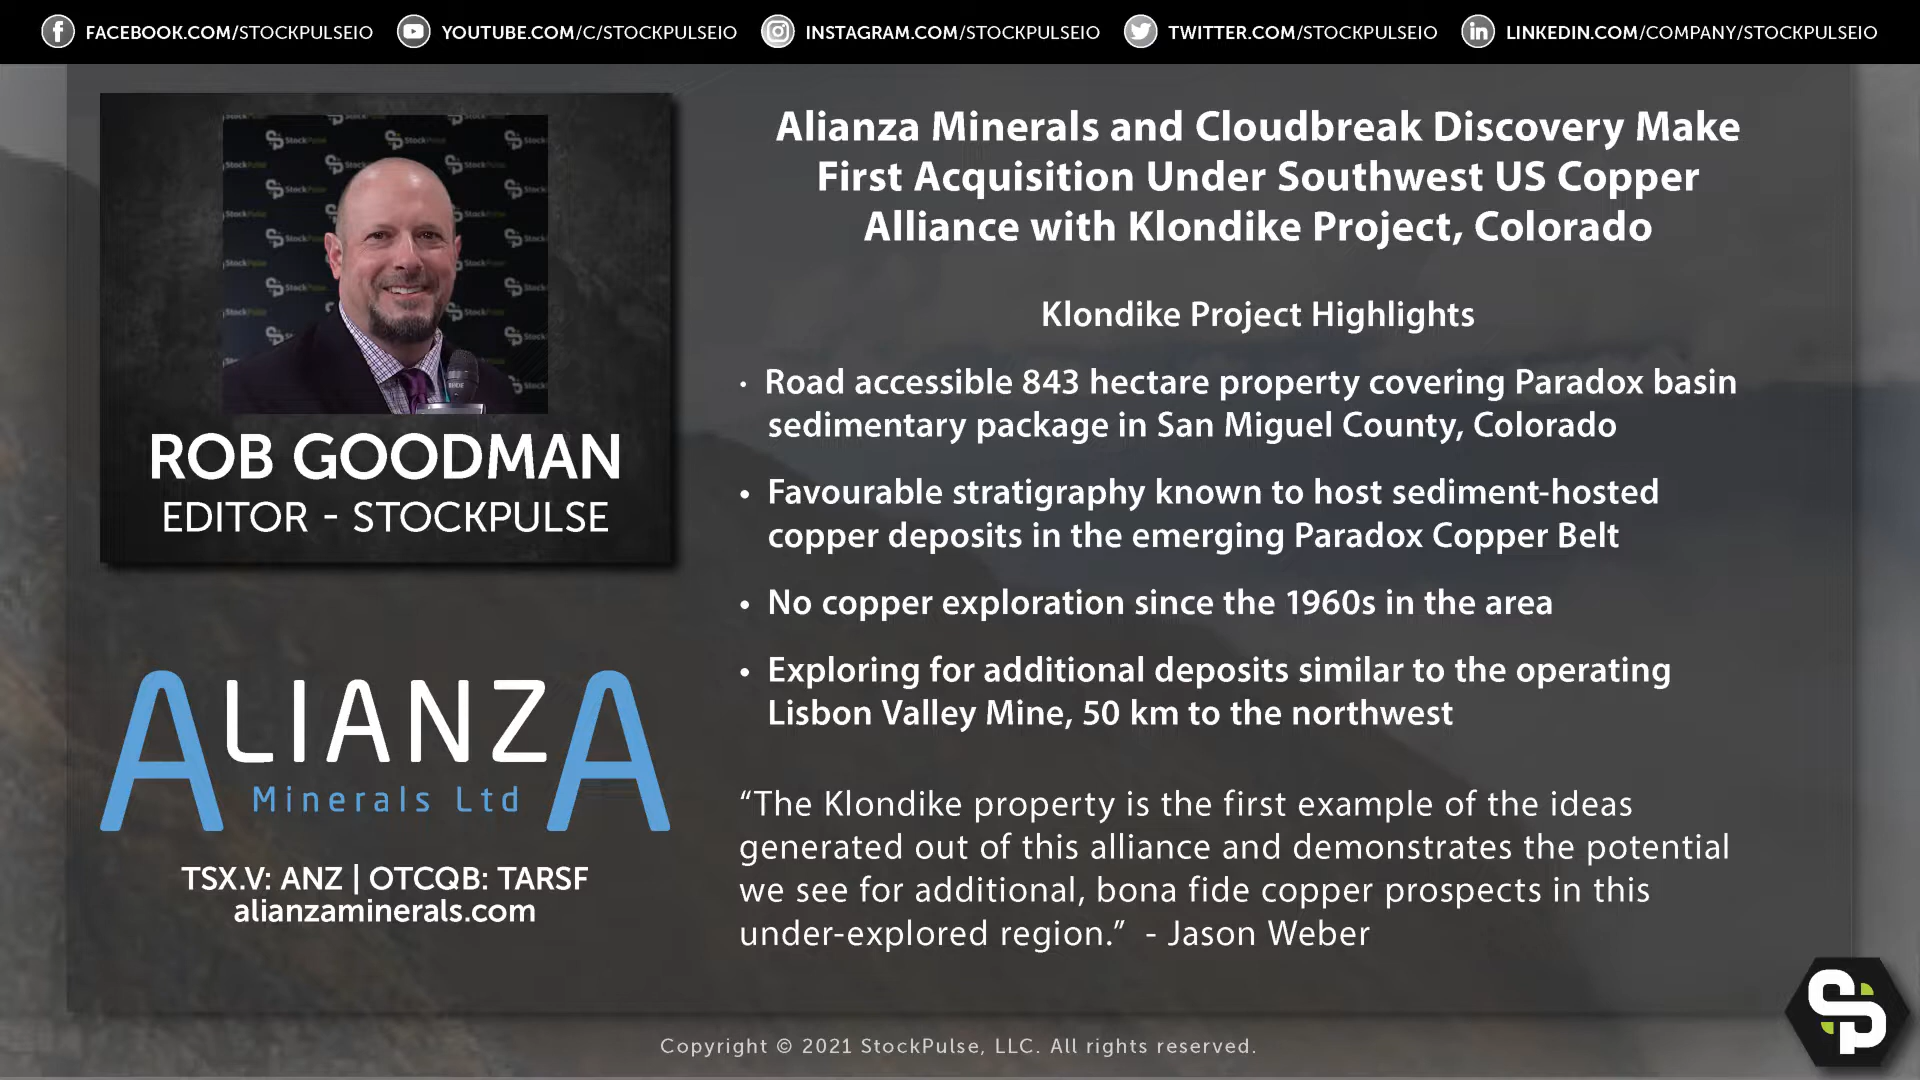 FACEBOOK.COM/STOCKPULSEIO
YOUTUBE.COM/C/STOCKPULSEIO
INSTAGRAM.COM/STOCKPULSEIO
TWITTER.COM/STOCKPULSEIO
LINKEDIN.COM/COMPANY/STOCKPULSEIO
ROB GOODMAN
EDITOR - STOCKPULSE
ALIANZA
Minerals Ltd
TSX.V: ANZ | OTCQB: TARSF
alianzaminerals.com
Alianza Minerals and Cloudbreak Discovery Make
First Acquisition Under Southwest US Copper
Alliance with Klondike Project, Colorado
Klondike Project Highlights
• Road accessible 843 hectare property covering Paradox basin
sedimentary package in San Miguel County, Colorado
• Favourable stratigraphy known to host sediment-hosted
copper deposits in the emerging Paradox Copper Belt
• No copper exploration since the 1960s in the area
• Exploring for additional deposits similar to the operating
Lisbon Valley Mine, 50 km to the northwest
“The Klondike property is the first example of the ideas
generated out of this alliance and demonstrates the potential
we see for additional, bona fide copper prospects in this
under-explored region.” - Jason Weber
Copyright © 2021 StockPulse, LLC. All rights reserved.